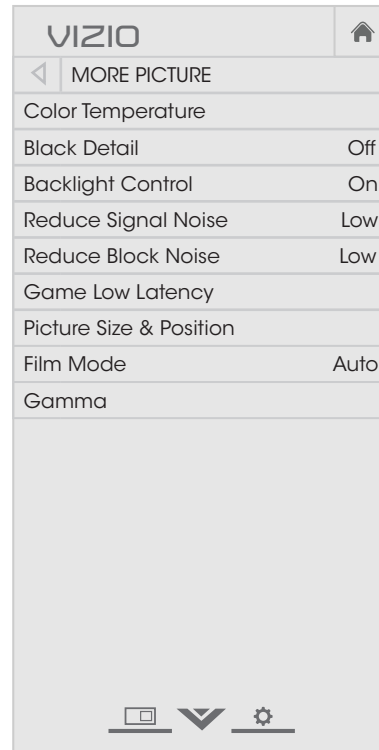 VIZIO
MORE PICTURE
Color Temperature
Black Detail Off
Backlight Control On
Reduce Signal Noise Low
Reduce Block Noise Low
Game Low Latency
Picture Size & Position
Film Mode Auto
Gamma